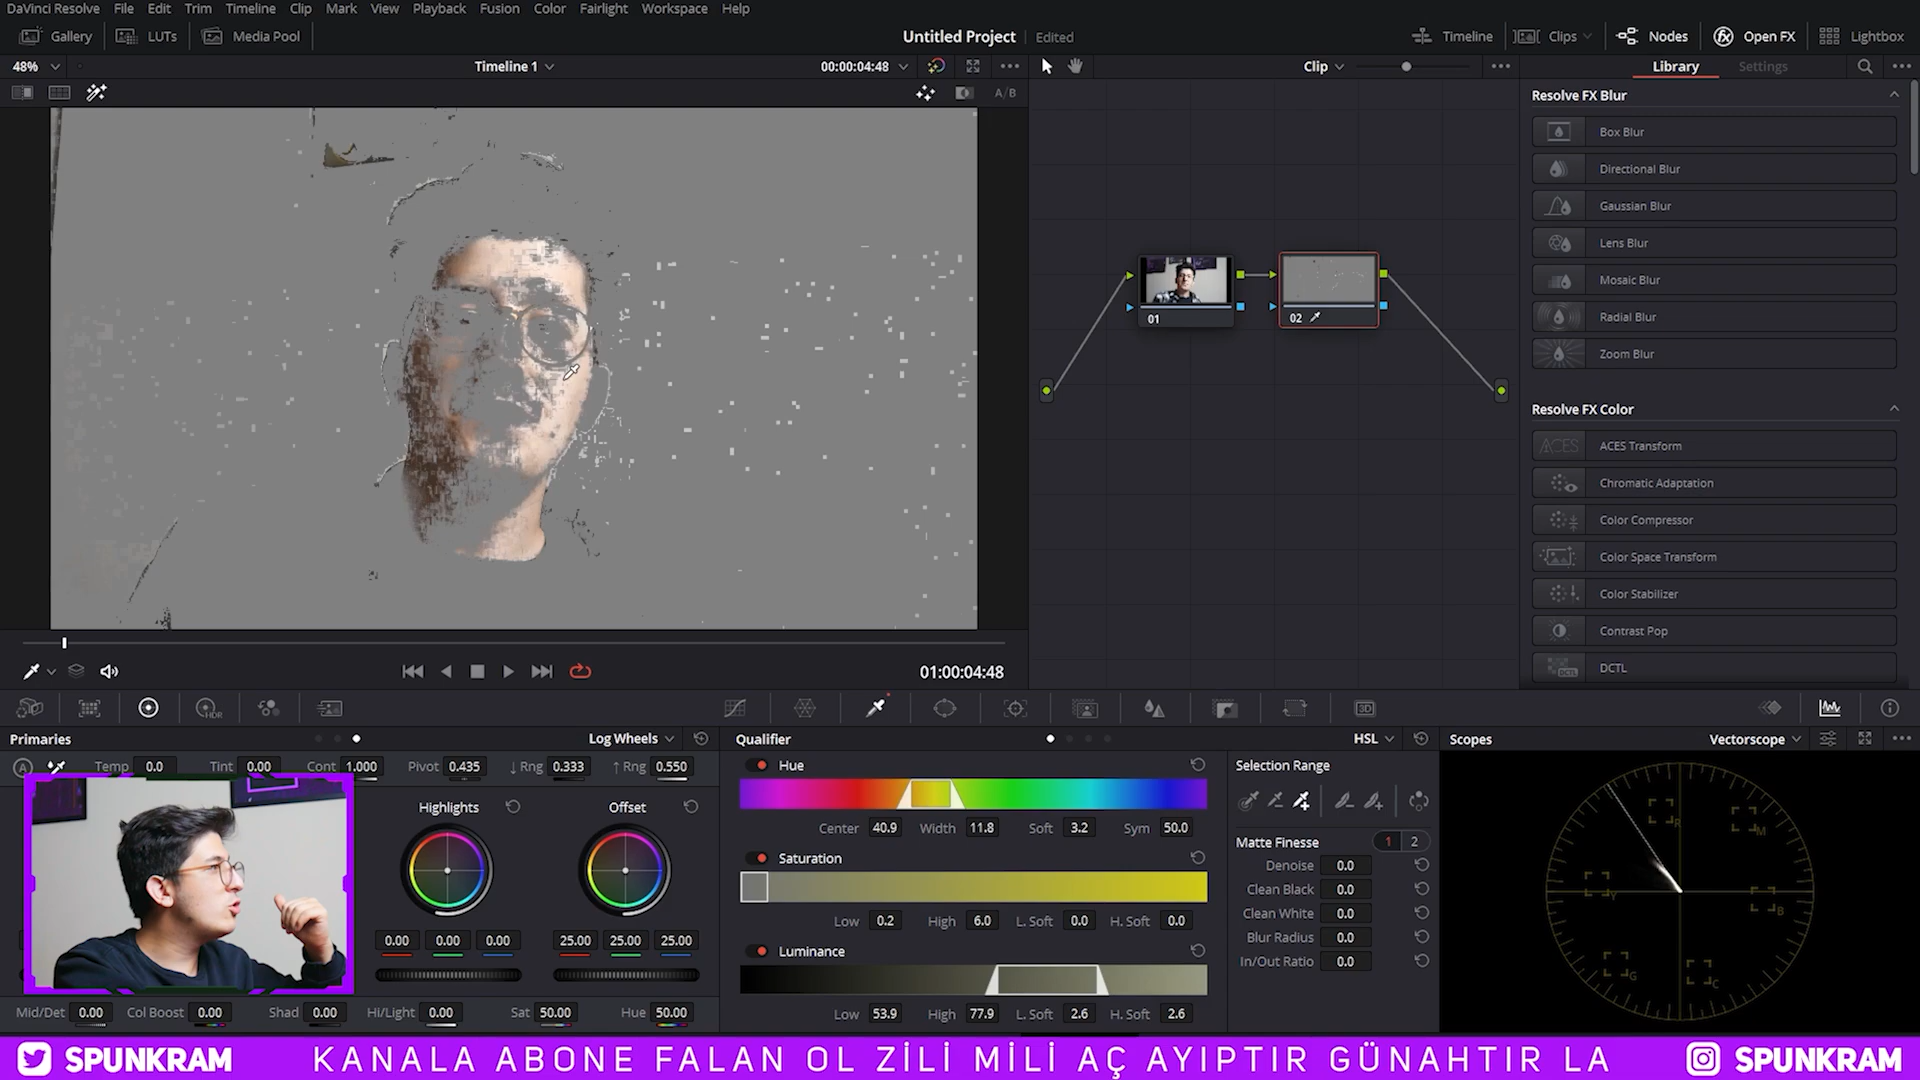 DaVinci Resolve File Edit Trim Timeline Clip Mark View Playback Fusion Color Fairlight Workspace Help
Gallery LUTs Media Pool Untitled Project Edited Timeline Clips Nodes Open FX Lightbox
48% Timeline 1 00:00:04:48 Clip Library Settings
A/B
Resolve FX Blur
Box Blur
Directional Blur
Gaussian Blur
Lens Blur
Mosaic Blur
Radial Blur
Zoom Blur
01 02
Resolve FX Color
ACES ACES Transform
Chromatic Adaptation
Color Compressor
Color Space Transform
Color Stabilizer
Contrast Pop
DCTL DCTL
01:00:04:48
HDR 3D
Primaries Log Wheels Qualifier HSL Scopes Vectorscope
A Temp 0.0 Tint 0.00 Cont 1.000 Pivot 0.435 ↓ Rng 0.333 ↑ Rng 0.550
Hue
Center 40.9 Width 11.8 Soft 3.2 Sym 50.0
Highlights Offset
Saturation
Low 0.2 High 6.0 L. Soft 0.0 H. Soft 0.0
0.00 0.00 0.00 25.00 25.00 25.00
Luminance
Low 53.9 High 77.9 L. Soft 2.6 H. Soft 2.6
Selection Range
Matte Finesse 1 2
Denoise 0.0
Clean Black 0.0
Clean White 0.0
Blur Radius 0.0
In/Out Ratio 0.0
R M Y B G C
Mid/Det 0.00 Col Boost 0.00 Shad 0.00 Hi/Light 0.00 Sat 50.00 Hue 50.00
SPUNKRAM KANALA ABONE FALAN OL ZİLİ MİLİ AÇ AYIPTIR GÜNAHTIR LA SPUNKRAM